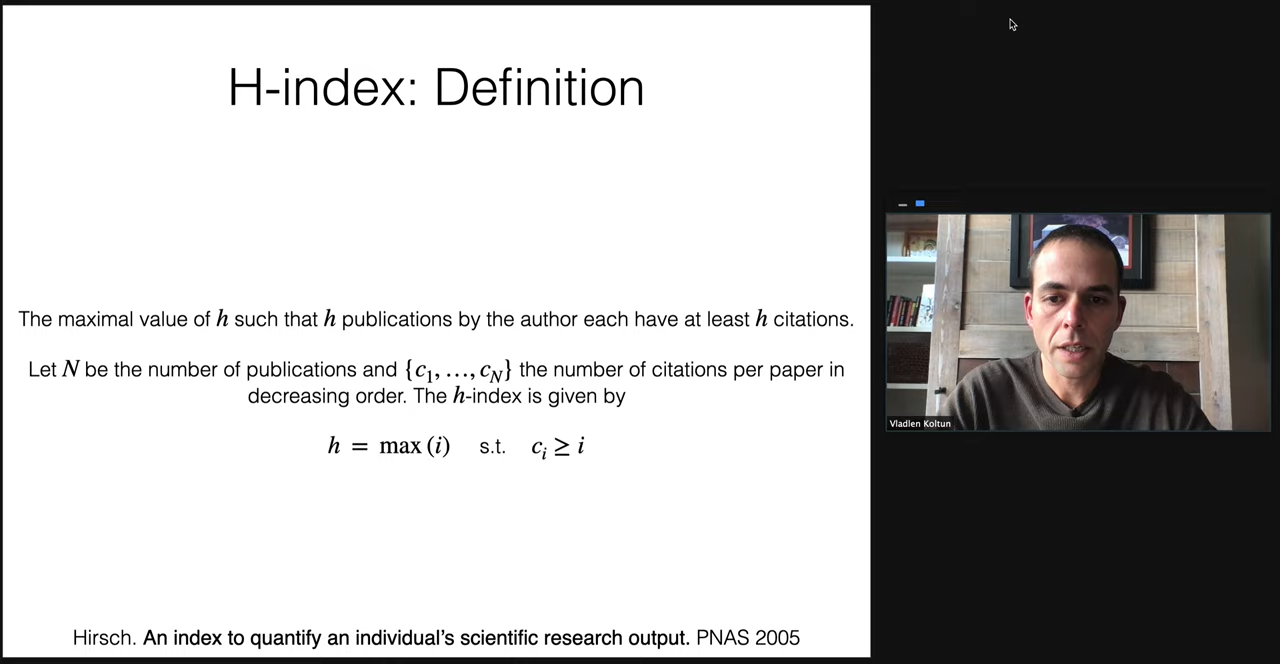 H-index: Definition
The maximal value of h such that h publications by the author each have at least h citations.
Let N be the number of publications and {c₁, …, c_N} the number of citations per paper in
decreasing order. The h-index is given by
h = max (i) s.t. cᵢ ≥ i
Hirsch. An index to quantify an individual's scientific research output. PNAS 2005
Vladlen Koltun